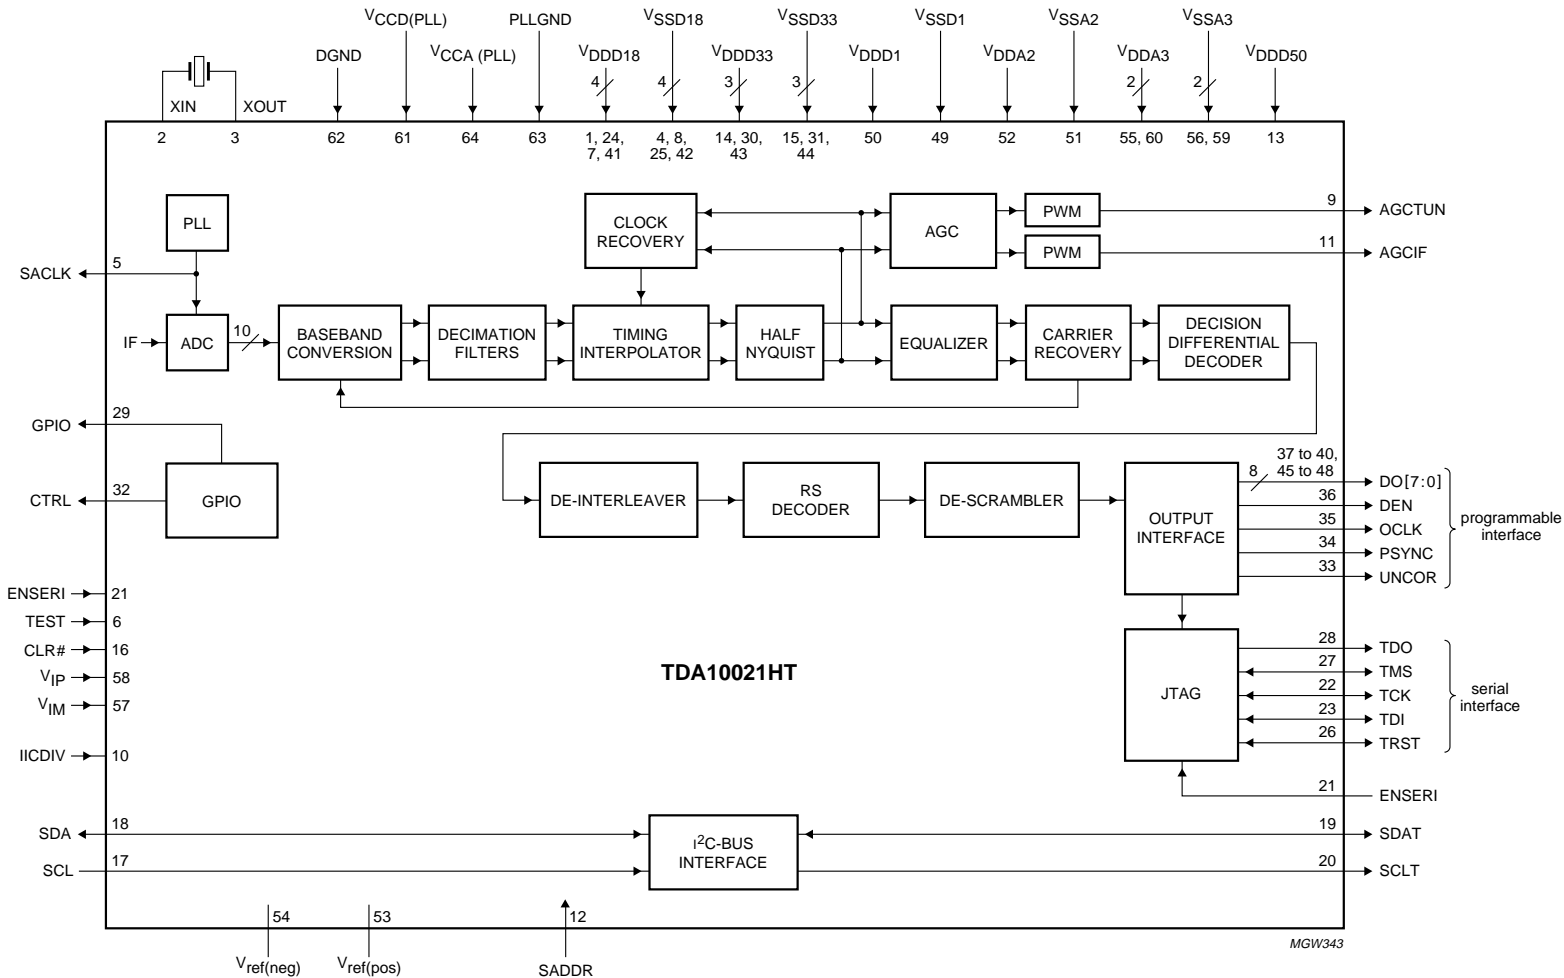 VCCD(PLL)
PLLGND
VSSD18
VSSD33
VSSD1
VSSA2
VSSA3
DGND
VCCA (PLL)
VDDD18
VDDD33
VDDD1
VDDA2
VDDA3
VDDD50
4
4
3
3
2
2
XIN
XOUT
2
3
62
61
64
63
1, 24,
7, 41
4, 8,
25, 42
14, 30,
43
15, 31,
44
50
49
52
51
55, 60
56, 59
13
PLL
CLOCK
RECOVERY
AGC
PWM
9
AGCTUN
PWM
11
AGCIF
SACLK
5
IF
ADC
10
BASEBAND
CONVERSION
DECIMATION
FILTERS
TIMING
INTERPOLATOR
HALF
NYQUIST
EQUALIZER
CARRIER
RECOVERY
DECISION
DIFFERENTIAL
DECODER
GPIO
29
CTRL
32
GPIO
DE-INTERLEAVER
RS
DECODER
DE-SCRAMBLER
OUTPUT
INTERFACE
8
37 to 40,
45 to 48
DO[7:0]
36
DEN
35
OCLK
34
PSYNC
33
UNCOR
programmable
interface
ENSERI
21
TEST
6
CLR#
16
VIP
58
VIM
57
IICDIV
10
TDA10021HT
JTAG
28
TDO
27
TMS
22
TCK
23
TDI
26
TRST
serial
interface
21
ENSERI
SDA
18
SCL
17
I2C-BUS
INTERFACE
19
SDAT
20
SCLT
54
53
12
Vref(neg)
Vref(pos)
SADDR
MGW343